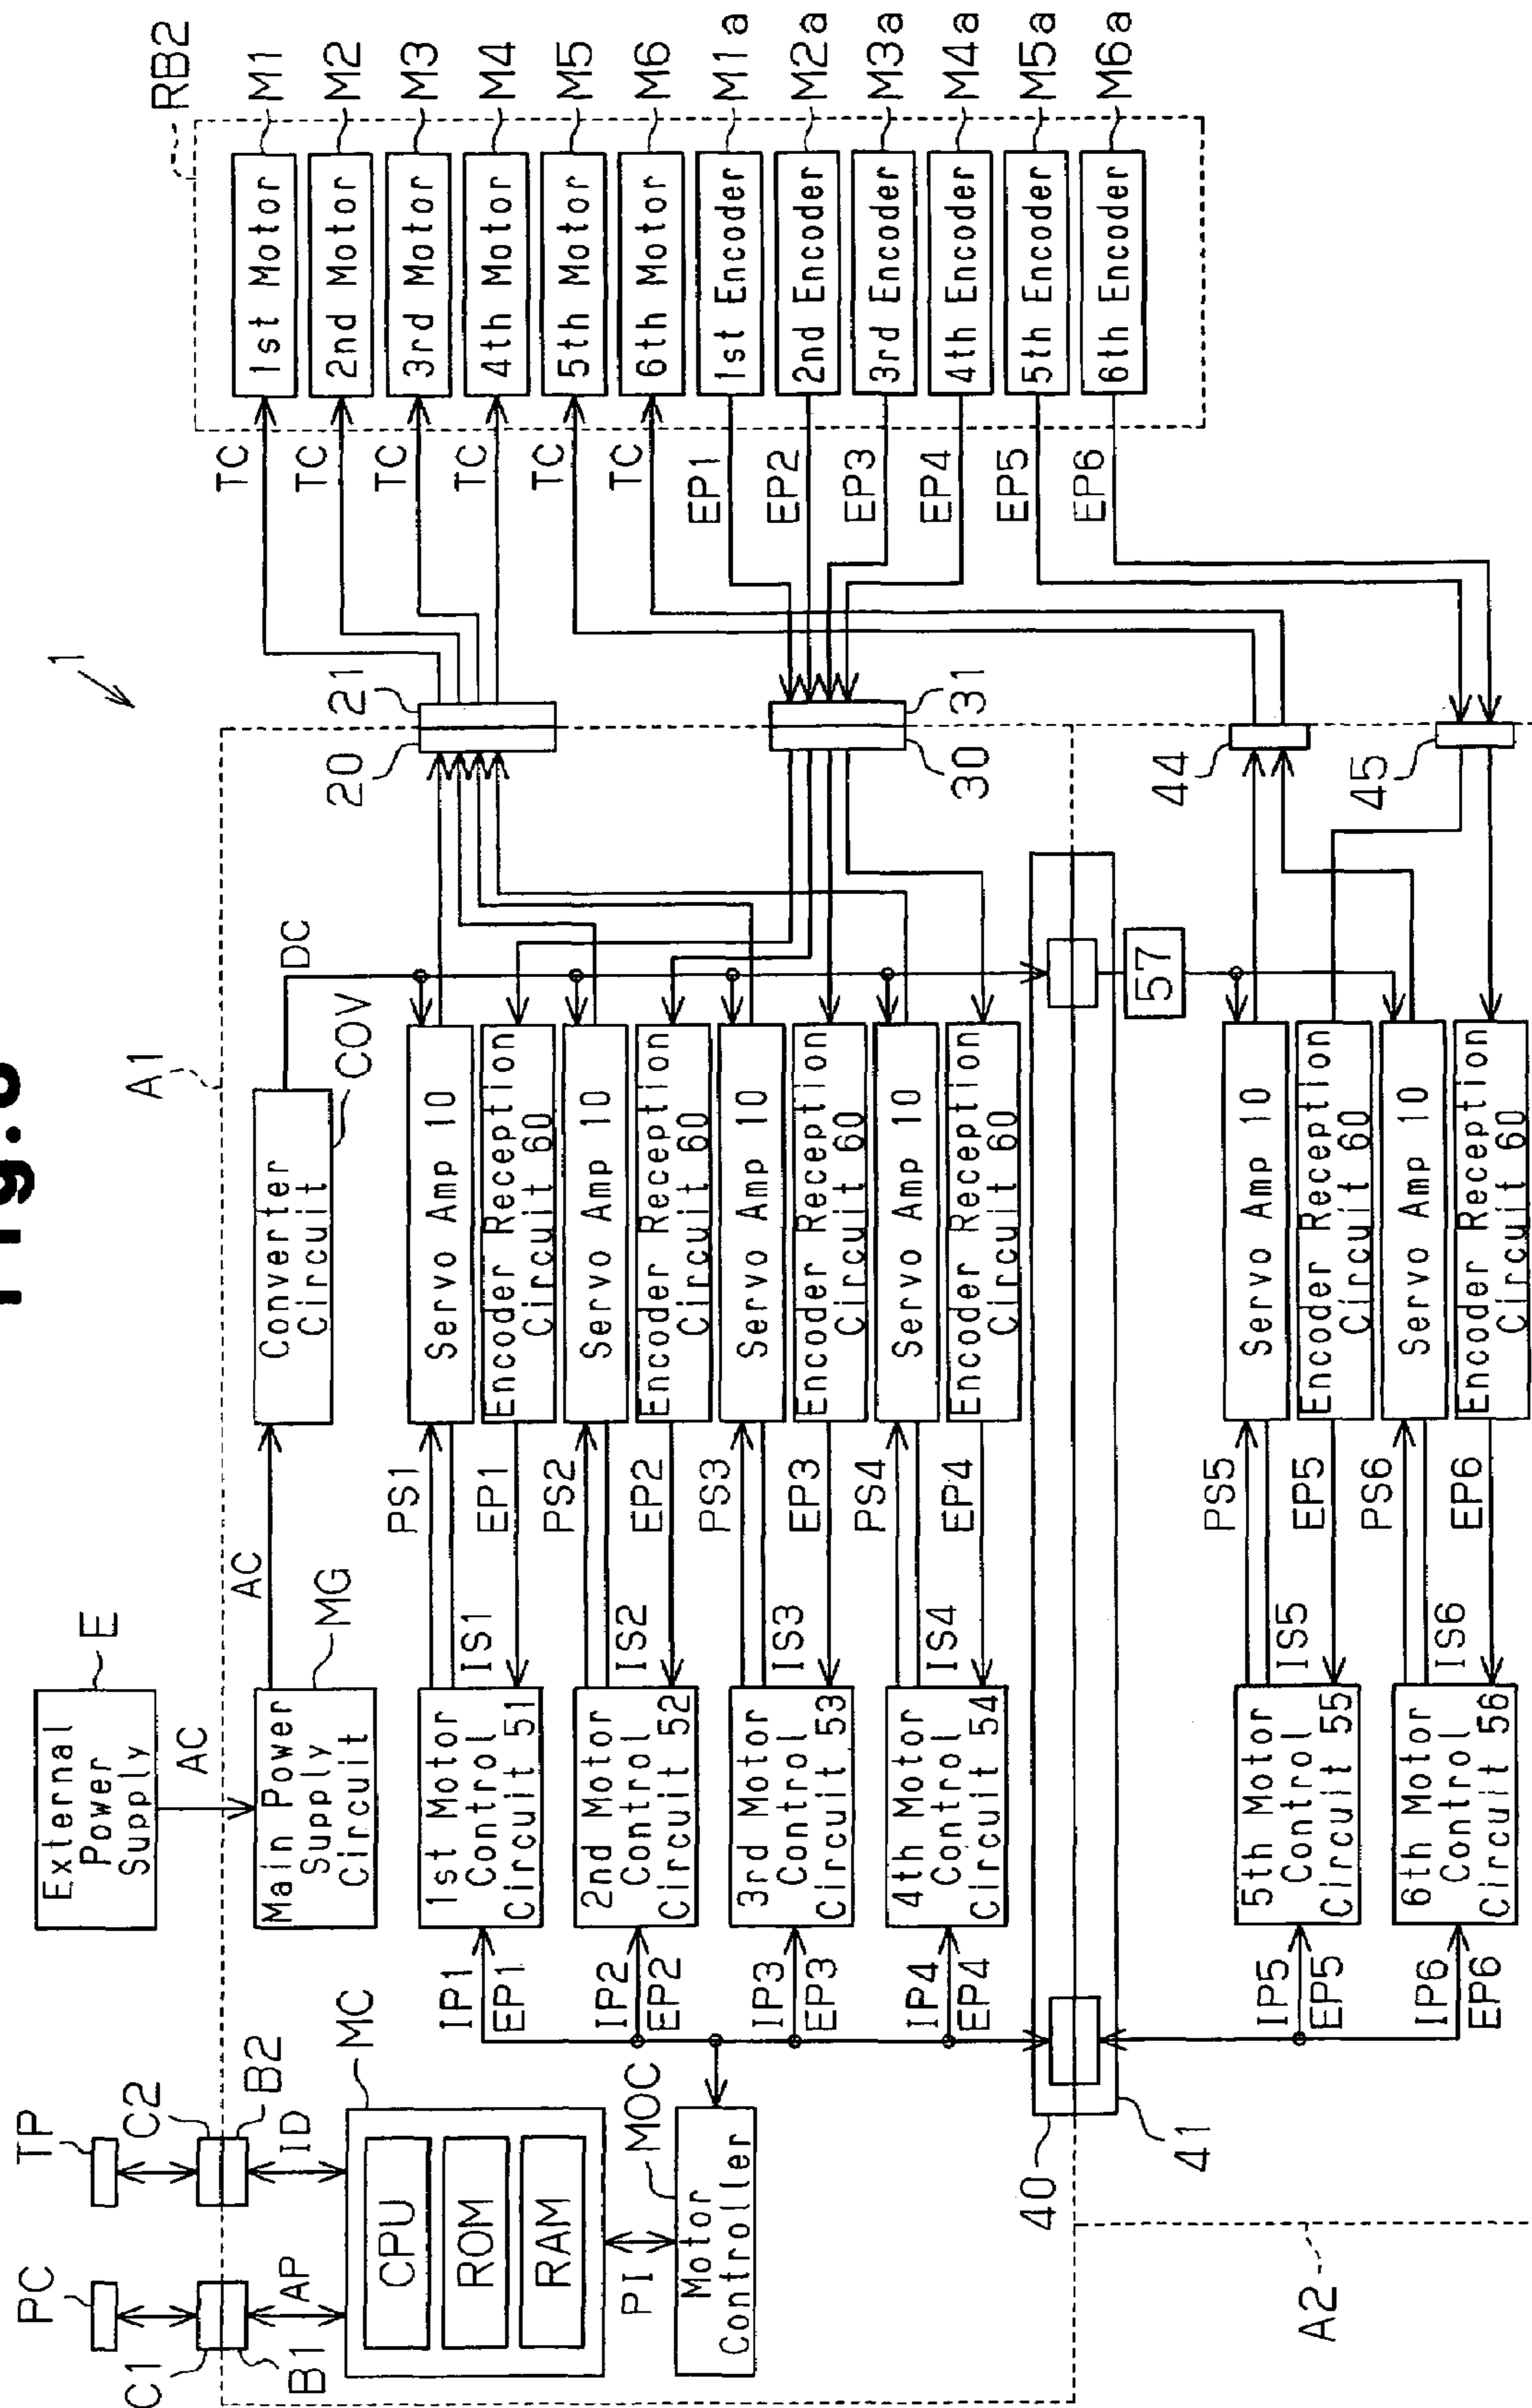 Fig.
PC
TP
C1
C2
B1
B2
AP
ID
MC
CPU
ROM
RAM
PI
MOC
Motor
Controller
External
Power
Supply
E
AC
Main Power
Supply
Circuit
MG
AC
Converter
Circuit
COV
DC
A1
1
RB2
IP1
EP1
1st Motor
Control
Circuit 51
PS1
IS1
EP1
Servo Amp 10
Encoder Reception
Circuit 60
IP2
EP2
2nd Motor
Control
Circuit 52
PS2
IS2
EP2
Servo Amp 10
Encoder Reception
Circuit 60
IP3
EP3
3rd Motor
Control
Circuit 53
PS3
IS3
EP3
Servo Amp 10
Encoder Reception
Circuit 60
IP4
EP4
4th Motor
Control
Circuit 54
PS4
IS4
EP4
Servo Amp 10
Encoder Reception
Circuit 60
20
21
30
31
40
41
57
IP5
EP5
5th Motor
Control
Circuit 55
PS5
IS5
EP5
Servo Amp 10
Encoder Reception
Circuit 60
IP6
EP6
6th Motor
Control
Circuit 56
PS6
IS6
EP6
Servo Amp 10
Encoder Reception
Circuit 60
44
45
A2
TC
1st Motor
M1
TC
2nd Motor
M2
TC
3rd Motor
M3
TC
4th Motor
M4
TC
5th Motor
M5
TC
6th Motor
M6
EP1
1st Encoder
M1a
EP2
2nd Encoder
M2a
EP3
3rd Encoder
M3a
EP4
4th Encoder
M4a
EP5
5th Encoder
M5a
EP6
6th Encoder
M6a